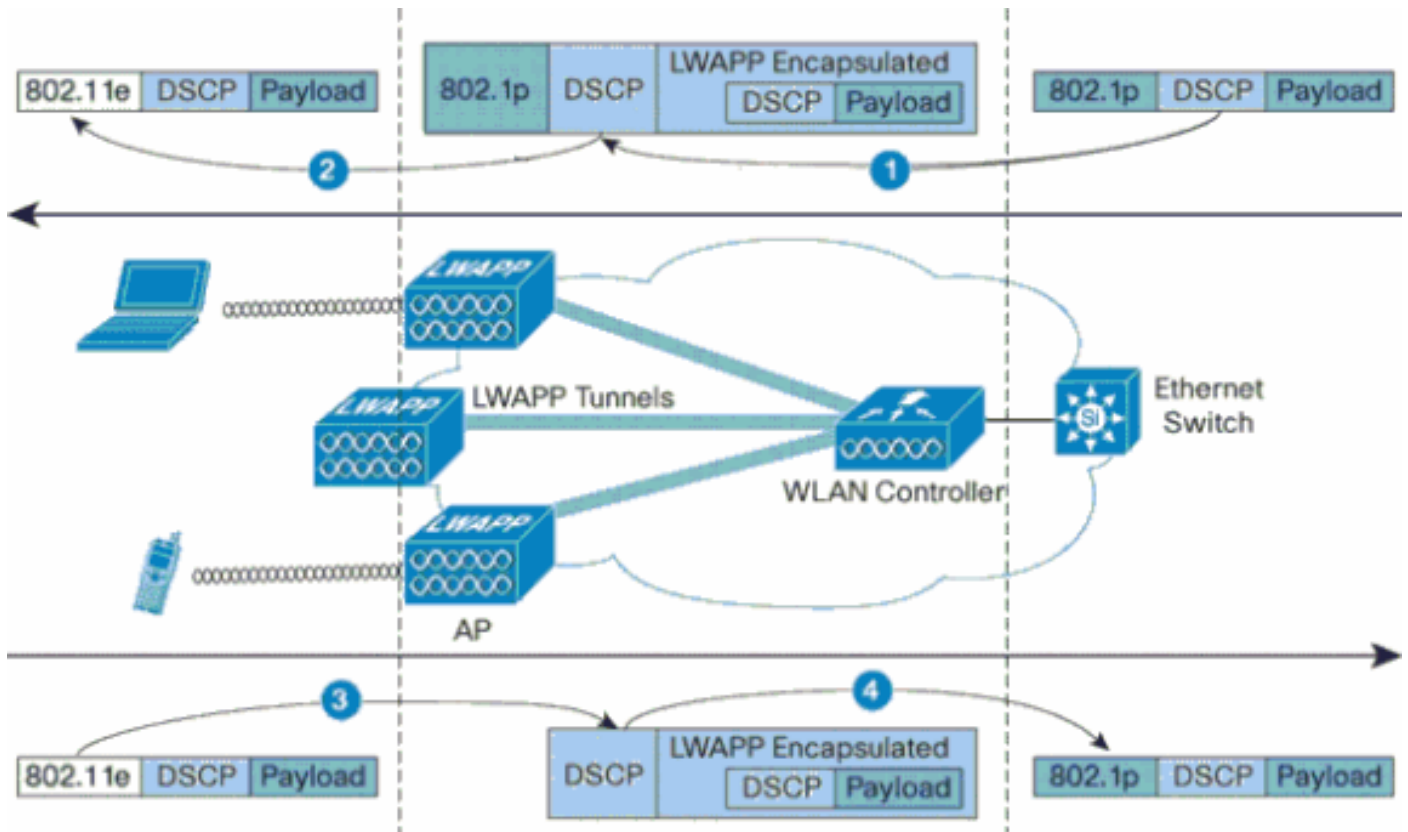 802.11e DSCP Payload
802.1p DSCP LWAPP Encapsulated
DSCP Payload
802.1p DSCP Payload
2
1
LWAPP
LWAPP
LWAPP Tunnels
LWAPP
AP
WLAN Controller
SI
Ethernet
Switch
3
4
802.11e DSCP Payload
DSCP LWAPP Encapsulated
DSCP Payload
802.1p DSCP Payload